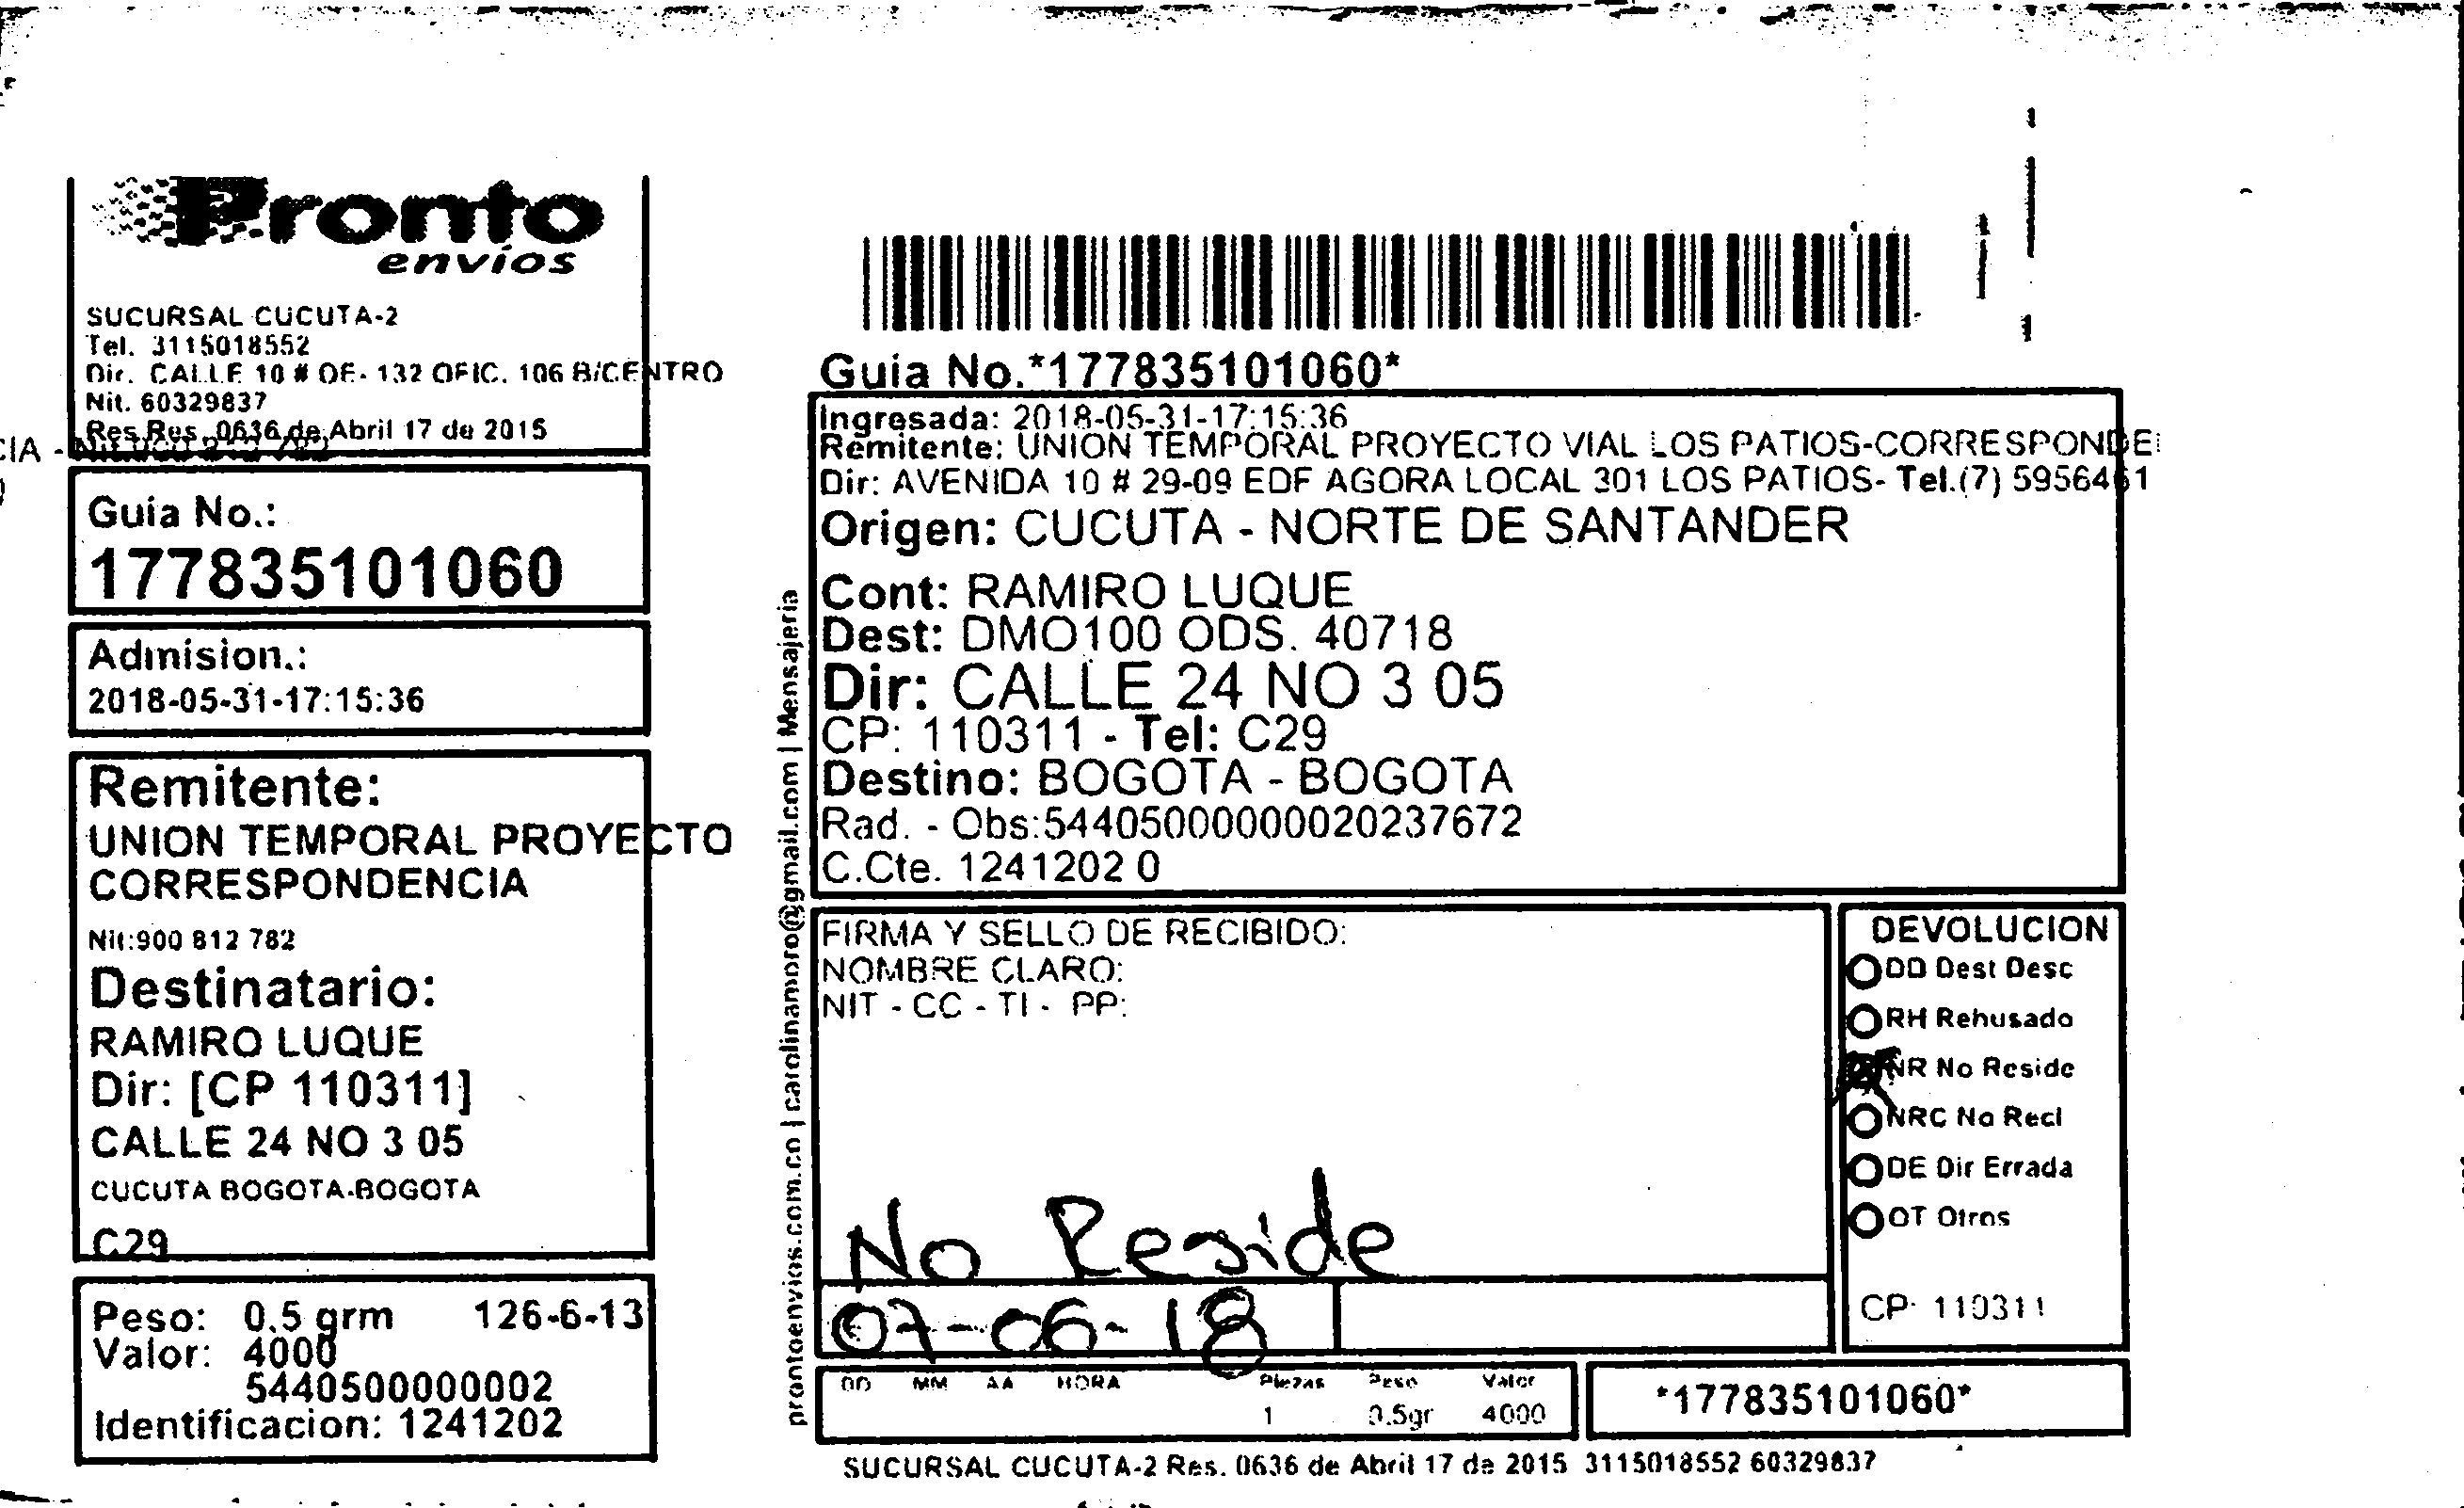 Pronto
envíos
SUCURSAL CUCUTA-2
Tel. 3115018552
Dir. CALLE 10 # OE- 132 OFIC. 106 B/CENTRO
Nit. 60329837
Res Res. 0636 de Abril 17 de 2015
CIA -
Guia No.:
177835101060
Admision.:
2018-05-31-17:15:36
Remitente:
UNION TEMPORAL PROYECTO
CORRESPONDENCIA
Nit:900 812 782
Destinatario:
RAMIRO LUQUE
Dir: [CP 110311]
CALLE 24 NO 3 05
CUCUTA BOGOTA-BOGOTA
C29
Peso: 0.5 grm 126-6-13
Valor: 4000
5440500000002
Identificacion: 1241202
prontoenvios.com.co | carolinamoro@gmail.com | Mensajeria
Guia No.*177835101060*
Ingresada: 2018-05-31-17:15:36
Remitente: UNION TEMPORAL PROYECTO VIAL LOS PATIOS-CORRESPONDE
Dir: AVENIDA 10 # 29-09 EDF AGORA LOCAL 301 LOS PATIOS- Tel.(7) 5956461
Origen: CUCUTA - NORTE DE SANTANDER
Cont: RAMIRO LUQUE
Dest: DMO100 ODS. 40718
Dir: CALLE 24 NO 3 05
CP: 110311 - Tel: C29
Destino: BOGOTA - BOGOTA
Rad. - Obs:544050000000020237672
C.Cte. 1241202 0
FIRMA Y SELLO DE RECIBIDO:
NOMBRE CLARO:
NIT - CC - TI - PP:
No Reside
07-06-18
DD MM AA HORA Piezas Peso Valor
1 0.5gr 4000
DEVOLUCION
DD Dest Desc
RH Rehusado
NR No Reside
NRC No Recl
DE Dir Errada
OT Otros
CP: 110311
*177835101060*
SUCURSAL CUCUTA-2 Res. 0636 de Abril 17 de 2015 3115018552 60329837